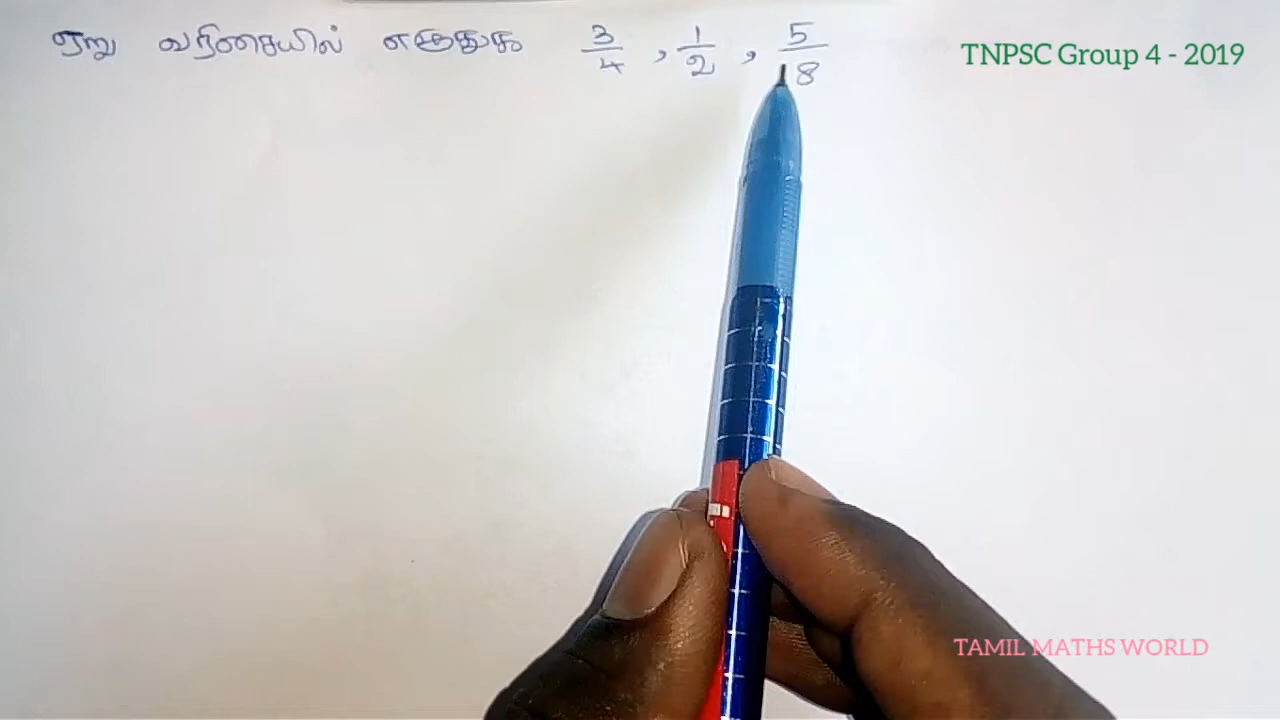 ஏறு வரிசையில் எழுதுக 3/4 , 1/2 , 5/8
TNPSC Group 4 - 2019
TAMIL MATHS WORLD